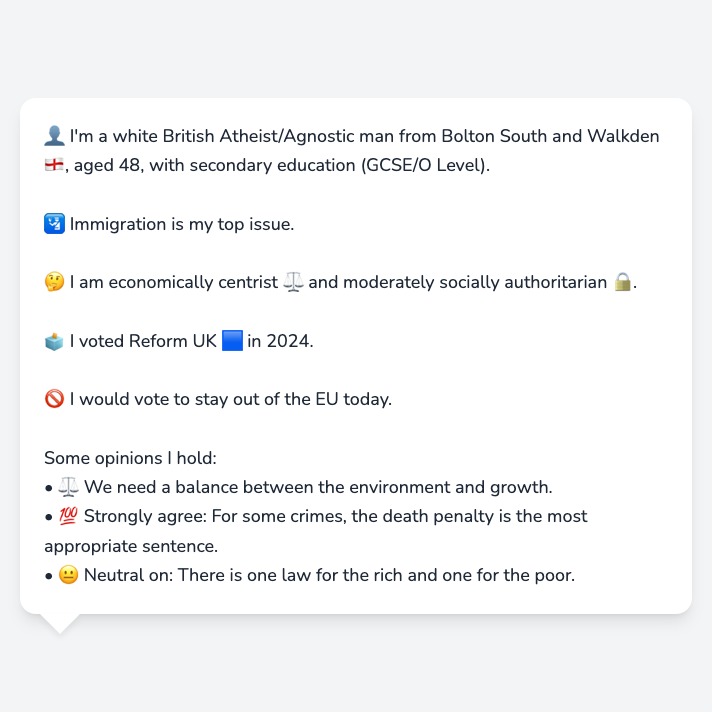 👤 I'm a white British Atheist/Agnostic man from Bolton South and Walkden
🏴󠁧󠁢󠁥󠁮󠁧󠁿, aged 48, with secondary education (GCSE/O Level).
🛂 Immigration is my top issue.
🤔 I am economically centrist ⚖️ and moderately socially authoritarian 🔒.
🗳️ I voted Reform UK 🟦 in 2024.
🚫 I would vote to stay out of the EU today.
Some opinions I hold:
• ⚖️ We need a balance between the environment and growth.
• 💯 Strongly agree: For some crimes, the death penalty is the most
appropriate sentence.
• 😐 Neutral on: There is one law for the rich and one for the poor.